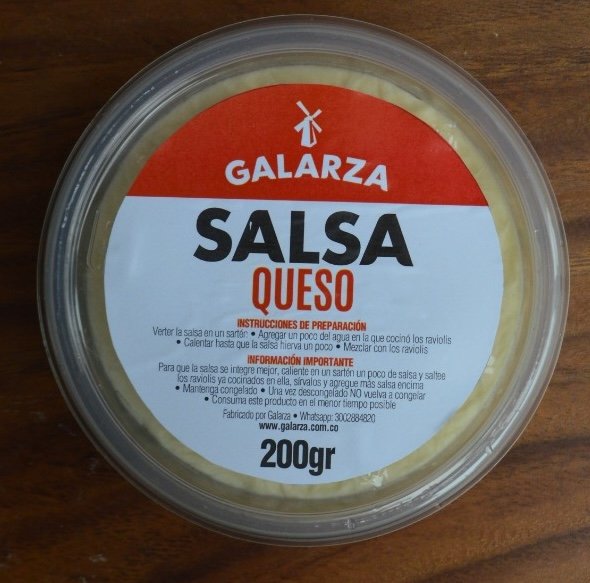 GALARZA
SALSA
QUESO
INSTRUCCIONES DE PREPARACIÓN
Verter la salsa en un sartén • Agregar un poco del agua en la que cocinó los raviolis
• Calentar hasta que la salsa hierva un poco • Mezclar con los raviolis
INFORMACIÓN IMPORTANTE
Para que la salsa se integre mejor, caliente en un sartén un poco de salsa y saltee
los raviolis ya cocinados en ella, sírvalos y agregue más salsa encima
• Mantenga congelado • Una vez descongelado NO vuelva a congelar
• Consuma este producto en el menor tiempo posible
Fabricado por Galarza • Whatsapp: 3002884820
www.galarza.com.co
200gr